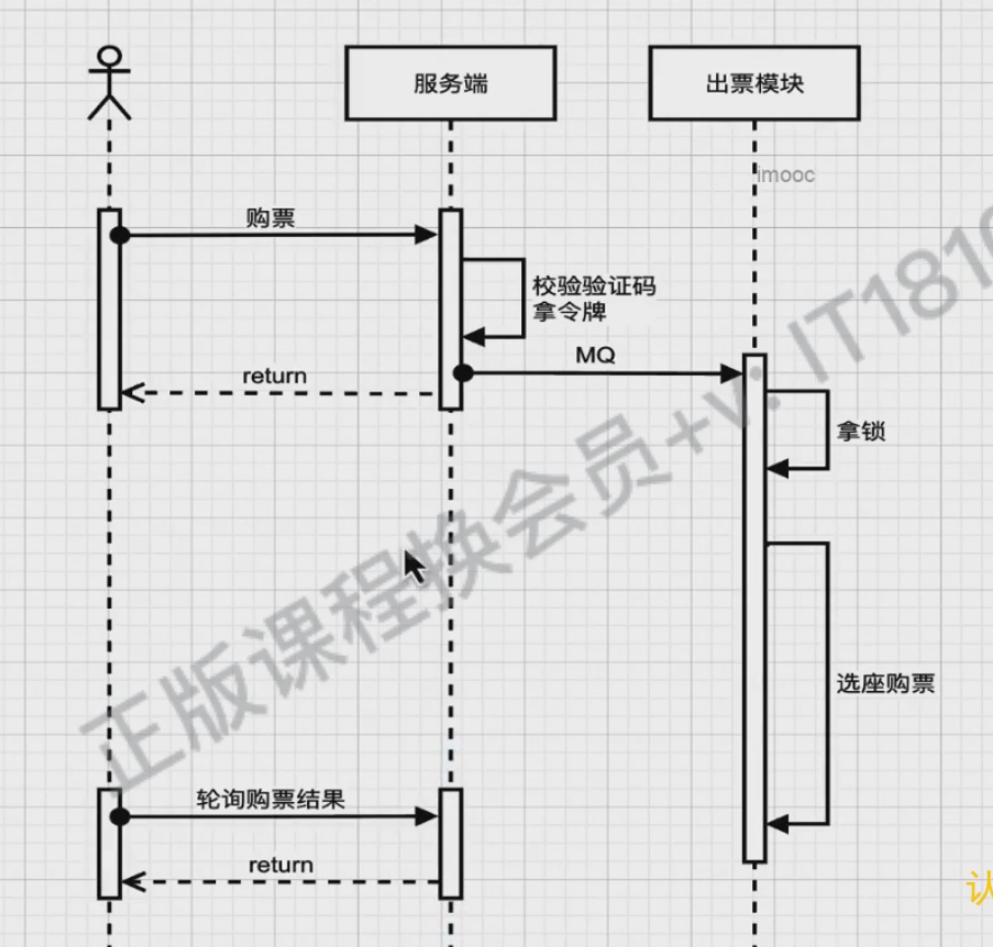 服务端
出票模块
imooc
购票
校验验证码
拿令牌
MQ
return
拿锁
正版课程换会员+v: IT181
选座购票
轮询购票结果
return
认